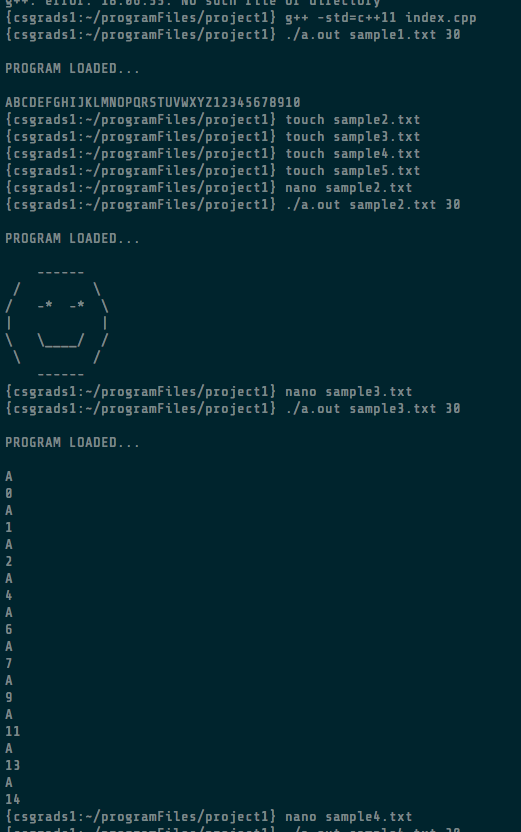 g++: error: 18:06:55: No such file or directory
{csgrads1:~/programFiles/project1} g++ -std=c++11 index.cpp
{csgrads1:~/programFiles/project1} ./a.out sample1.txt 30

PROGRAM LOADED...

ABCDEFGHIJKLMNOPQRSTUVWXYZ12345678910
{csgrads1:~/programFiles/project1} touch sample2.txt
{csgrads1:~/programFiles/project1} touch sample3.txt
{csgrads1:~/programFiles/project1} touch sample4.txt
{csgrads1:~/programFiles/project1} touch sample5.txt
{csgrads1:~/programFiles/project1} nano sample2.txt
{csgrads1:~/programFiles/project1} ./a.out sample2.txt 30

PROGRAM LOADED...

    ------
 /         \
/   -*  -*  \
|           |
\   \____/  /
 \         /
    ------
{csgrads1:~/programFiles/project1} nano sample3.txt
{csgrads1:~/programFiles/project1} ./a.out sample3.txt 30

PROGRAM LOADED...

A
0
A
1
A
2
A
4
A
6
A
7
A
9
A
11
A
13
A
14
{csgrads1:~/programFiles/project1} nano sample4.txt